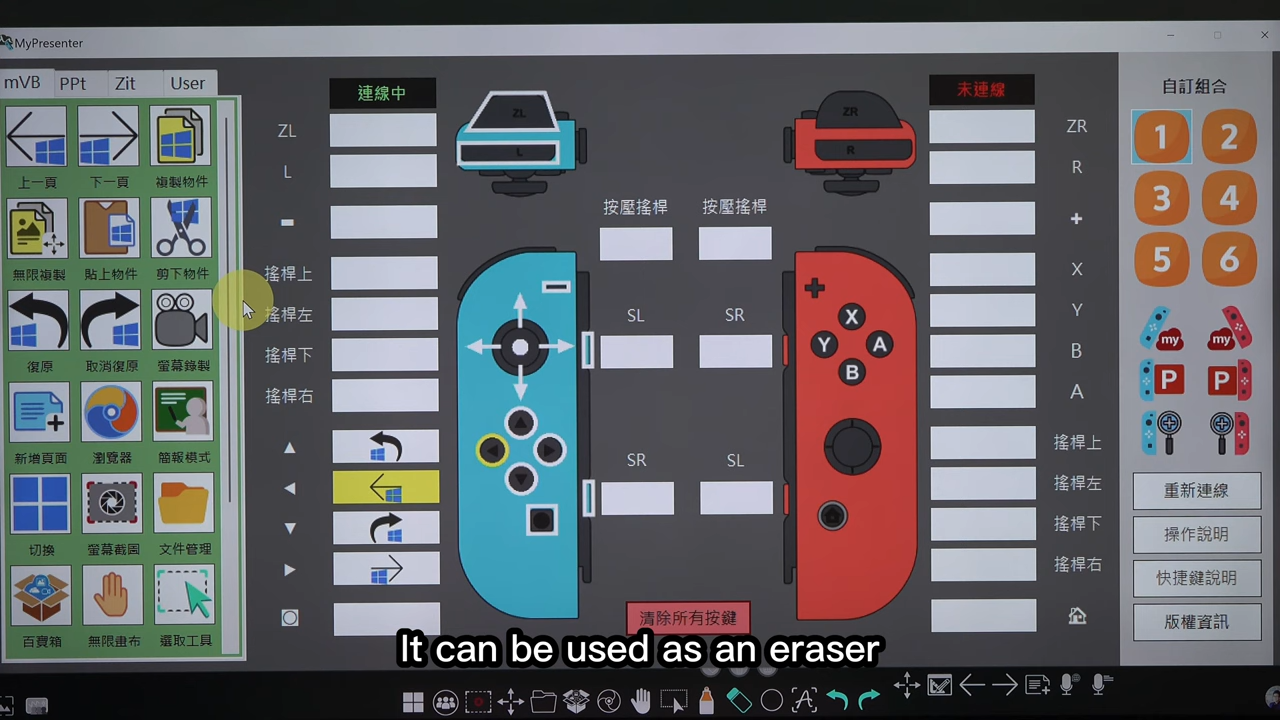 MyPresenter
mVB PPt Zit User
上一頁 下一頁 複製物件
無限複製 貼上物件 剪下物件
復原 取消復原 螢幕錄製
新增頁面 瀏覽器 簡報模式
切換 螢幕截圖 文件管理
百寶箱 無限畫布 選取工具
連線中
ZL
L
搖桿上
搖桿左
搖桿下
搖桿右
ZL
L
按壓搖桿 按壓搖桿
SL SR
SR SL
清除所有按鍵
ZR
R
X
Y A
B
未連線
ZR
R
+
X
Y
B
A
搖桿上
搖桿左
搖桿下
搖桿右
自訂組合
1 2
3 4
5 6
my my
P P
重新連線
操作說明
快捷鍵說明
版權資訊
It can be used as an eraser